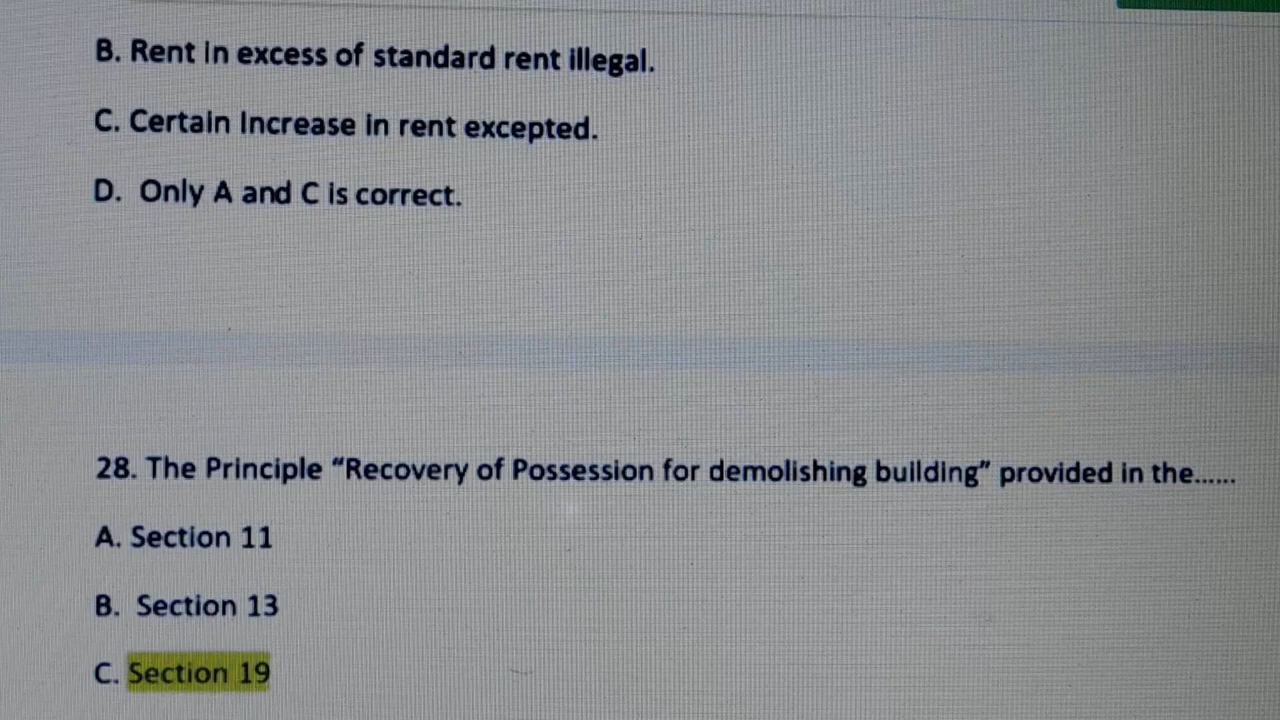 B. Rent in excess of standard rent illegal.
C. Certain Increase in rent excepted.
D. Only A and C is correct.
28. The Principle “Recovery of Possession for demolishing building” provided in the......
A. Section 11
B. Section 13
C. Section 19